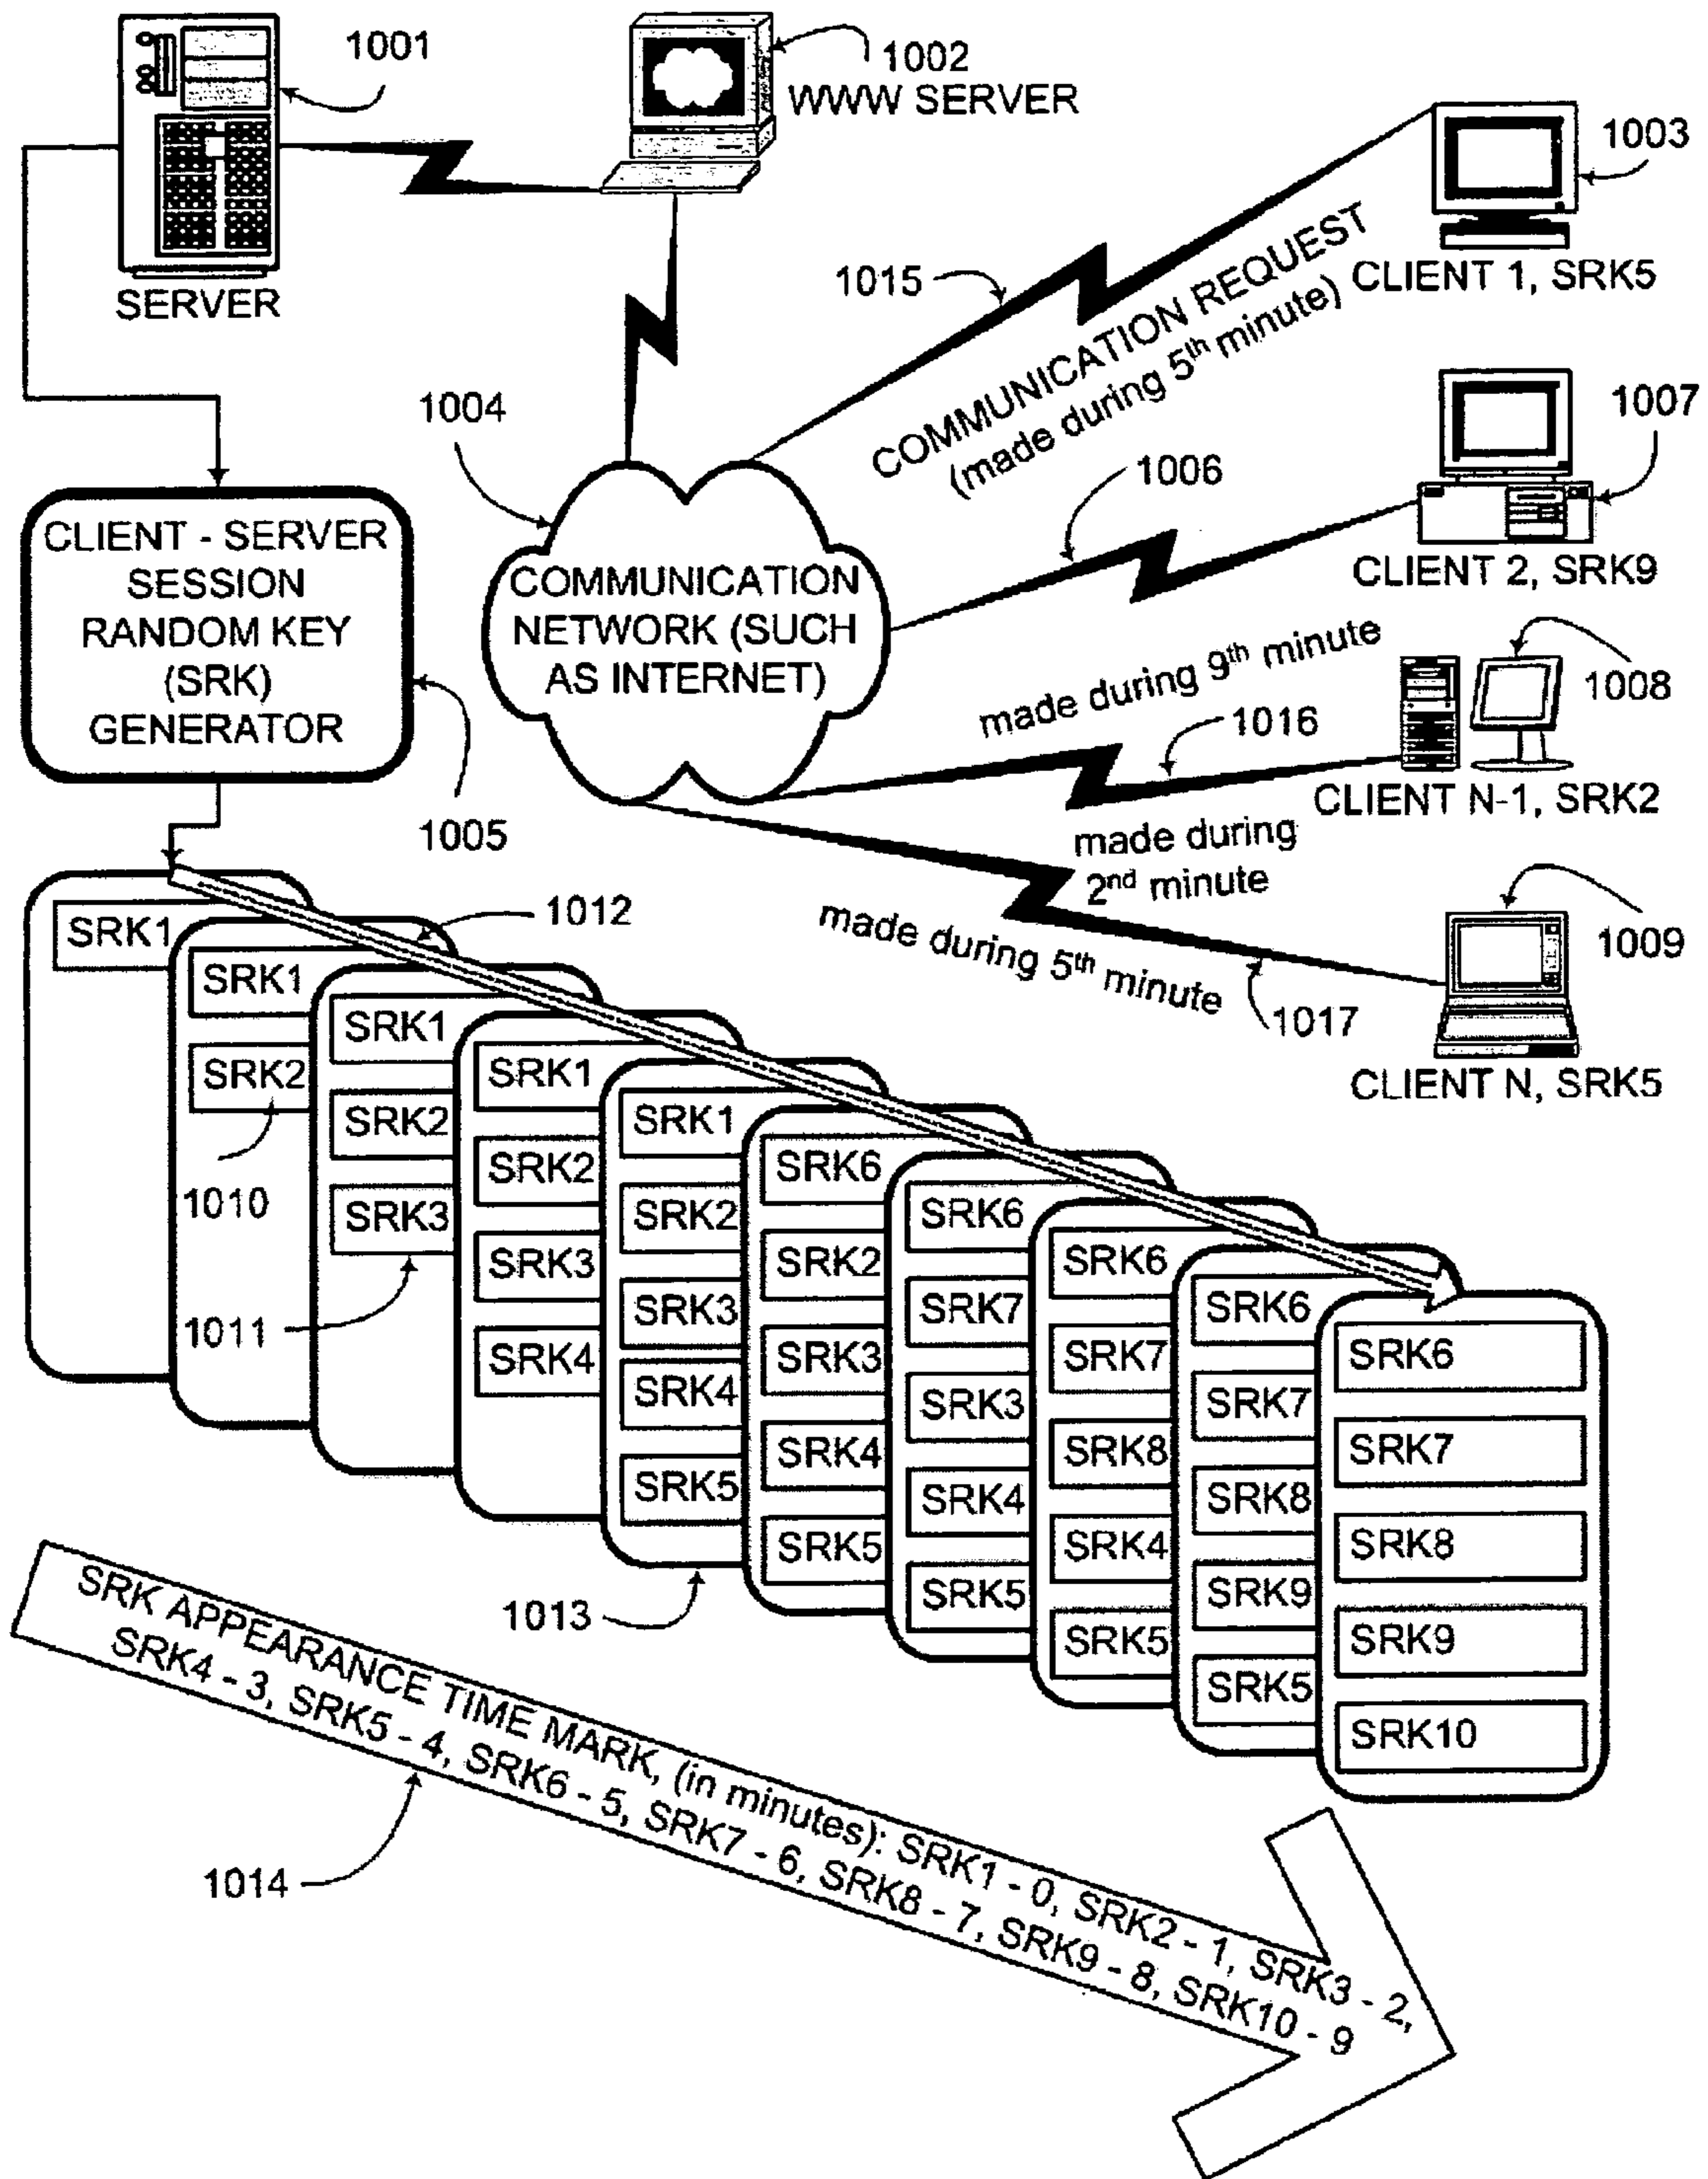 1001
SERVER
1002
WWW SERVER
1003
CLIENT 1, SRK5
1015
COMMUNICATION REQUEST
(made during 5th minute)
1004
COMMUNICATION
NETWORK (SUCH
AS INTERNET)
1006
1007
CLIENT 2, SRK9
made during 9th minute
1016
1008
CLIENT N-1, SRK2
made during
2nd minute
made during 5th minute
1017
1009
CLIENT N, SRK5
CLIENT - SERVER
SESSION
RANDOM KEY
(SRK)
GENERATOR
1005
1012
SRK1
SRK1
SRK2
1010
SRK1
SRK2
SRK3
1011
SRK1
SRK2
SRK3
SRK4
SRK1
SRK2
SRK3
SRK4
SRK5
1013
SRK6
SRK2
SRK3
SRK4
SRK5
SRK6
SRK7
SRK3
SRK4
SRK5
SRK6
SRK7
SRK8
SRK4
SRK5
SRK6
SRK7
SRK8
SRK9
SRK5
SRK6
SRK7
SRK8
SRK9
SRK10
SRK APPEARANCE TIME MARK, (in minutes): SRK1 - 0, SRK2 - 1, SRK3 - 2,
SRK4 - 3, SRK5 - 4, SRK6 - 5, SRK7 - 6, SRK8 - 7, SRK9 - 8, SRK10 - 9
1014